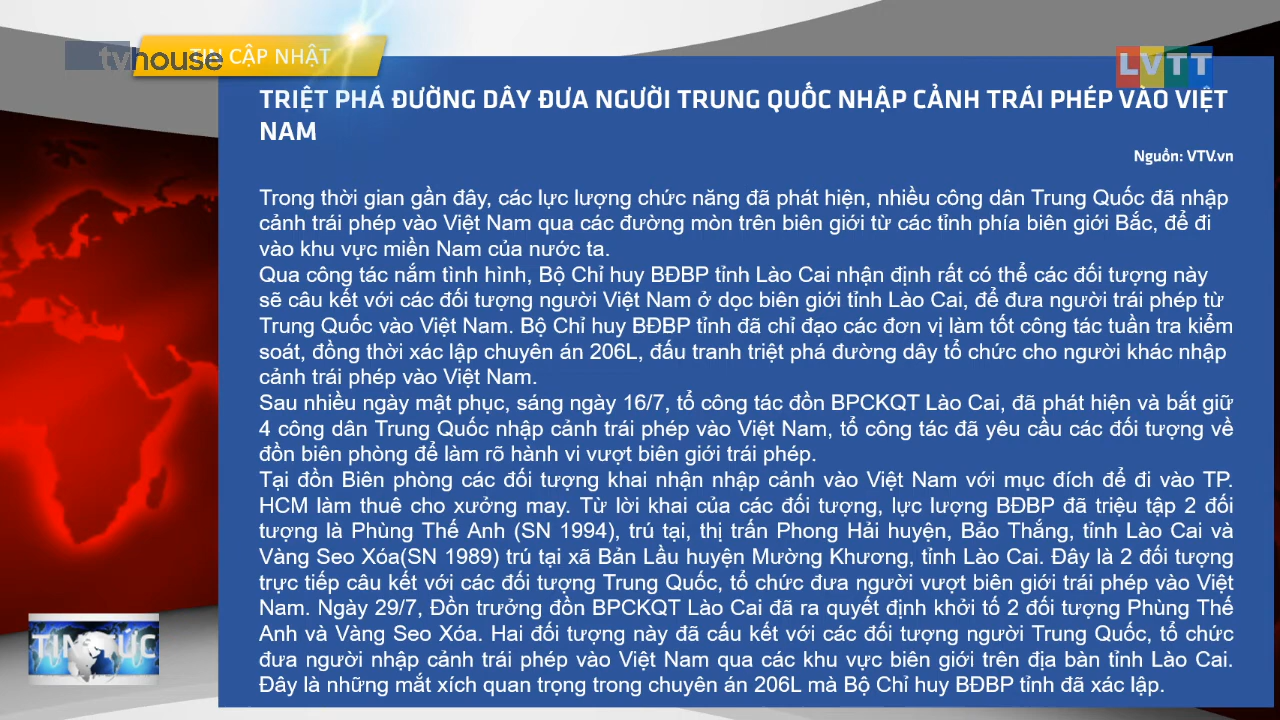 tvhouse
TIN CẬP NHẬT
LVTT
TRIỆT PHÁ ĐƯỜNG DÂY ĐƯA NGƯỜI TRUNG QUỐC NHẬP CẢNH TRÁI PHÉP VÀO VIỆT
NAM
Nguồn: VTV.vn
Trong thời gian gần đây, các lực lượng chức năng đã phát hiện, nhiều công dân Trung Quốc đã nhập
cảnh trái phép vào Việt Nam qua các đường mòn trên biên giới từ các tỉnh phía biên giới Bắc, để đi
vào khu vực miền Nam của nước ta.
Qua công tác nắm tình hình, Bộ Chỉ huy BĐBP tỉnh Lào Cai nhận định rất có thể các đối tượng này
sẽ câu kết với các đối tượng người Việt Nam ở dọc biên giới tỉnh Lào Cai, để đưa người trái phép từ
Trung Quốc vào Việt Nam. Bộ Chỉ huy BĐBP tỉnh đã chỉ đạo các đơn vị làm tốt công tác tuần tra kiểm
soát, đồng thời xác lập chuyên án 206L, đấu tranh triệt phá đường dây tổ chức cho người khác nhập
cảnh trái phép vào Việt Nam.
Sau nhiều ngày mật phục, sáng ngày 16/7, tổ công tác đồn BPCKQT Lào Cai, đã phát hiện và bắt giữ
4 công dân Trung Quốc nhập cảnh trái phép vào Việt Nam, tổ công tác đã yêu cầu các đối tượng về
đồn biên phòng để làm rõ hành vi vượt biên giới trái phép.
Tại đồn Biên phòng các đối tượng khai nhận nhập cảnh vào Việt Nam với mục đích để đi vào TP.
HCM làm thuê cho xưởng may. Từ lời khai của các đối tượng, lực lượng BĐBP đã triệu tập 2 đối
tượng là Phùng Thế Anh (SN 1994), trú tại, thị trấn Phong Hải huyện, Bảo Thắng, tỉnh Lào Cai và
Vàng Seo Xóa(SN 1989) trú tại xã Bản Lầu huyện Mường Khương, tỉnh Lào Cai. Đây là 2 đối tượng
trực tiếp câu kết với các đối tượng Trung Quốc, tổ chức đưa người vượt biên giới trái phép vào Việt
Nam. Ngày 29/7, Đồn trưởng đồn BPCKQT Lào Cai đã ra quyết định khởi tố 2 đối tượng Phùng Thế
Anh và Vàng Seo Xóa. Hai đối tượng này đã cấu kết với các đối tượng người Trung Quốc, tổ chức
đưa người nhập cảnh trái phép vào Việt Nam qua các khu vực biên giới trên địa bàn tỉnh Lào Cai.
Đây là những mắt xích quan trọng trong chuyên án 206L mà Bộ Chỉ huy BĐBP tỉnh đã xác lập.
TIN TỨC